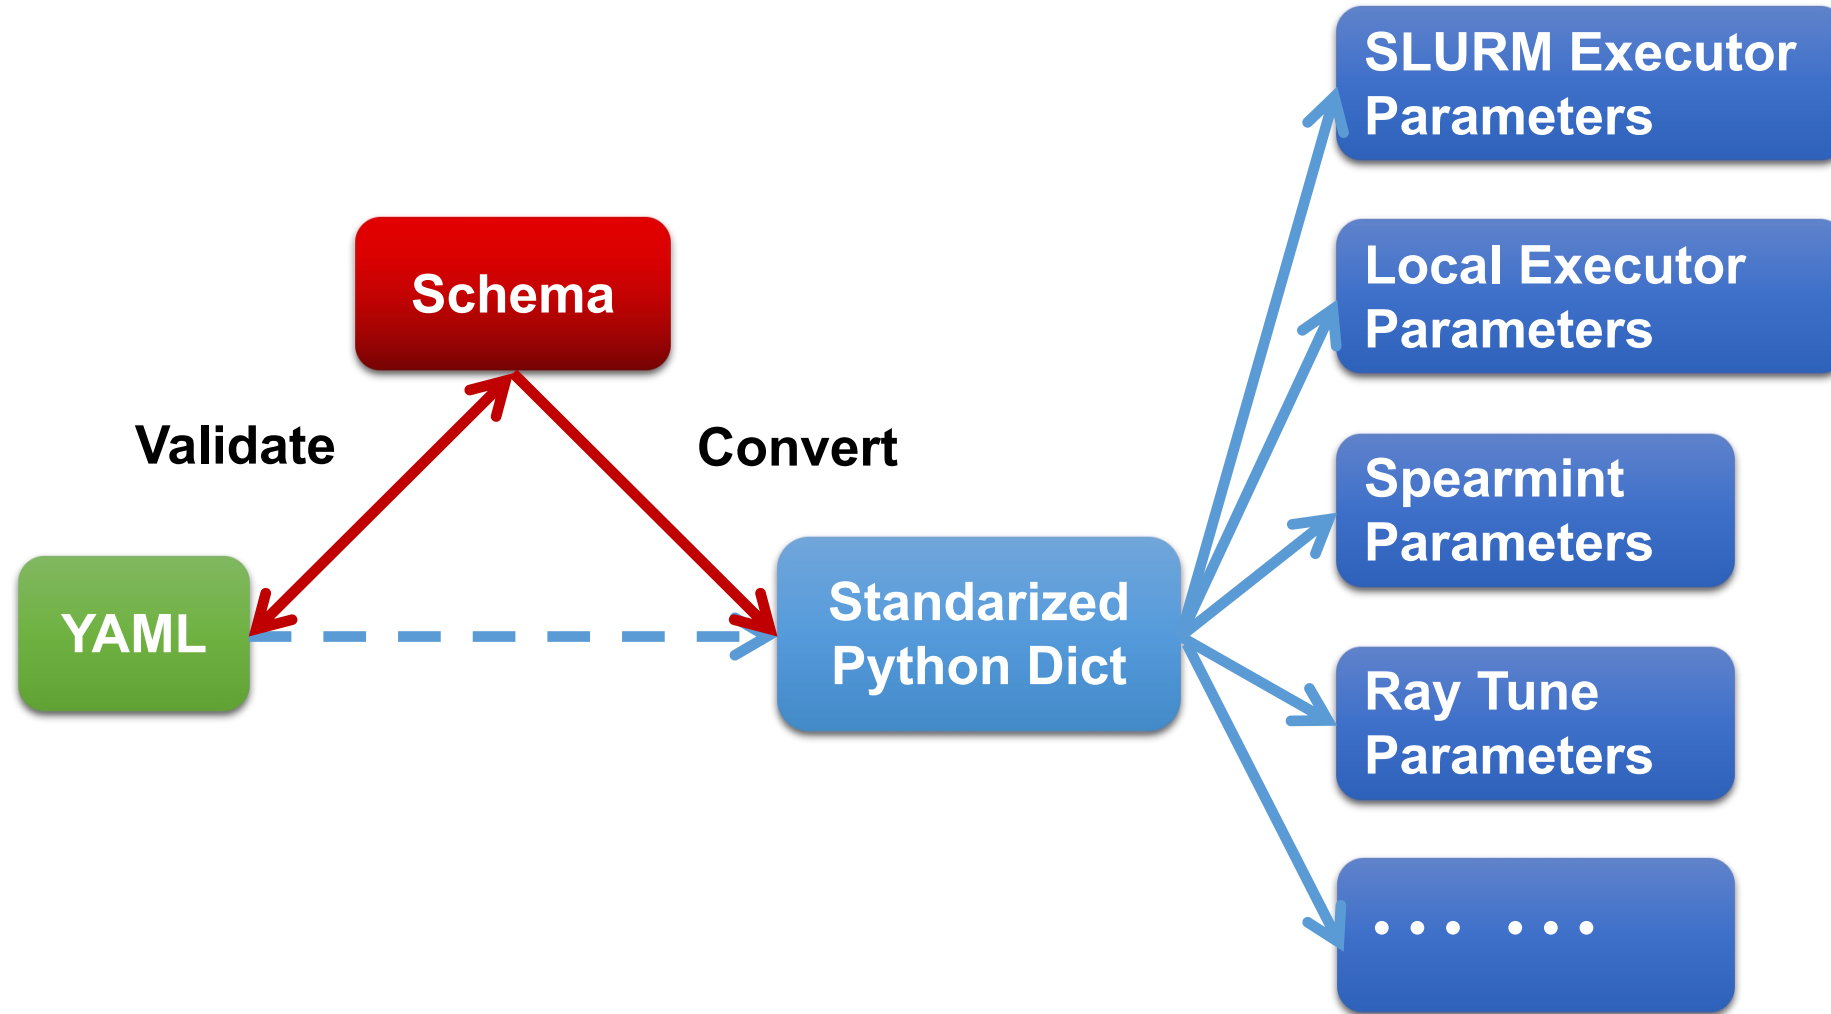 SLURM Executor
Parameters
Schema
Local Executor
Parameters
Validate
Convert
Spearmint
Parameters
YAML
Standarized
Python Dict
Ray Tune
Parameters
... ...